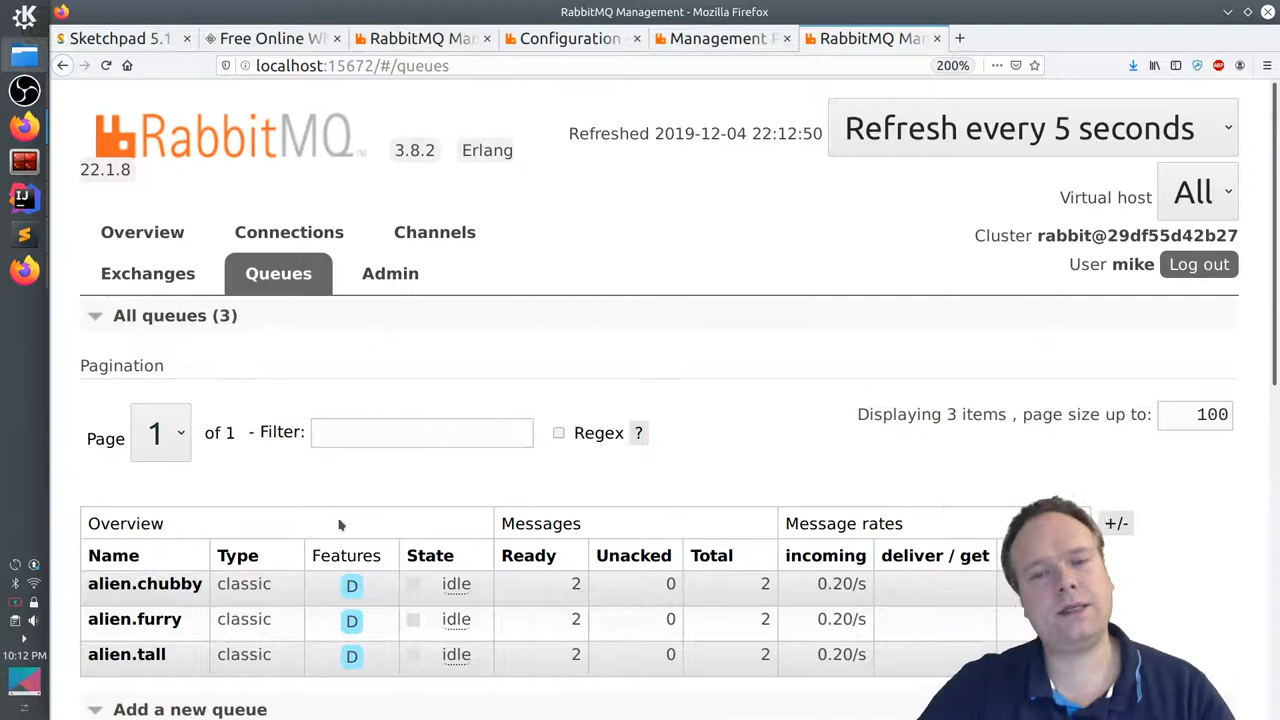 RabbitMQ Management - Mozilla Firefox
Sketchpad 5.1 × Free Online Wh × RabbitMQ Man × Configuration × Management P × RabbitMQ Man × +
localhost:15672/#/queues 200%
RabbitMQ TM 3.8.2 Erlang
22.1.8
Refreshed 2019-12-04 22:12:50 Refresh every 5 seconds
Virtual host All
Cluster rabbit@29df55d42b27
User mike Log out
Overview Connections Channels
Exchanges Queues Admin
All queues (3)
Pagination
Page 1 of 1 - Filter: Regex ?
Displaying 3 items , page size up to: 100
Overview Messages Message rates +/-
Name Type Features State Ready Unacked Total incoming deliver / get
alien.chubby classic D idle 2 0 2 0.20/s
alien.furry classic D idle 2 0 2 0.20/s
alien.tall classic D idle 2 0 2 0.20/s
Add a new queue
IJ
ABP
10:12 PM